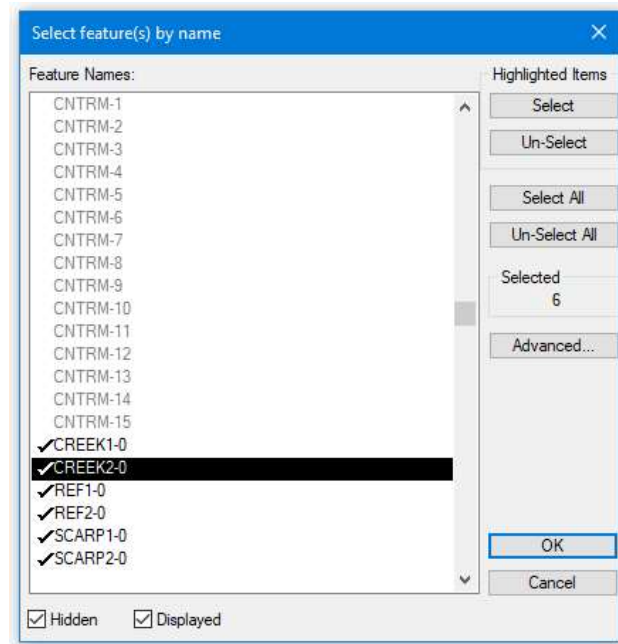 Select feature(s) by name
Feature Names:
CNTRM-1
CNTRM-2
CNTRM-3
CNTRM-4
CNTRM-5
CNTRM-6
CNTRM-7
CNTRM-8
CNTRM-9
CNTRM-10
CNTRM-11
CNTRM-12
CNTRM-13
CNTRM-14
CNTRM-15
CREEK1-0
CREEK2-0
REF1-0
REF2-0
SCARP1-0
SCARP2-0
Hidden Displayed
Highlighted Items
Select
Un-Select
Select All
Un-Select All
Selected
6
Advanced...
OK
Cancel